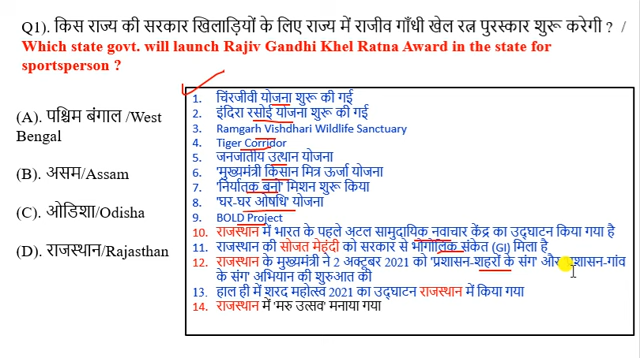 Q1). किस राज्य की सरकार खिलाड़ियों के लिए राज्य में राजीव गाँधी खेल रत्न पुरस्कार शुरू करेगी ? /
Which state govt. will launch Rajiv Gandhi Khel Ratna Award in the state for
sportsperson ?
(A). पश्चिम बंगाल /West
Bengal
(B). असम/Assam
(C). ओडिशा/Odisha
(D). राजस्थान/Rajasthan
1. चिंरजीवी योजना शुरू की गई
2. इंदिरा रसोई योजना शुरू की गई
3. Ramgarh Vishdhari Wildlife Sanctuary
4. Tiger Corridor
5. जनजातीय उत्थान योजना
6. 'मुख्यमंत्री किसान मित्र ऊर्जा योजना
7. 'निर्यातक बनो' मिशन शुरू किया
8. 'घर-घर औषधि' योजना
9. BOLD Project
10. राजस्थान में भारत के पहले अटल सामुदायिक नवाचार केंद्र का उद्घाटन किया गया है
11. राजस्थान की सोजत मेहंदी को सरकार से भौगोलिक संकेत (GI) मिला है
12. राजस्थान के मुख्यमंत्री ने 2 अक्टूबर 2021 को 'प्रशासन-शहरों के संग' और प्रशासन-गांव
के संग' अभियान की शुरुआत की
13. हाल ही में शरद महोत्सव 2021 का उद्घाटन राजस्थान में किया गया
14. राजस्थान में 'मरु उत्सव' मनाया गया